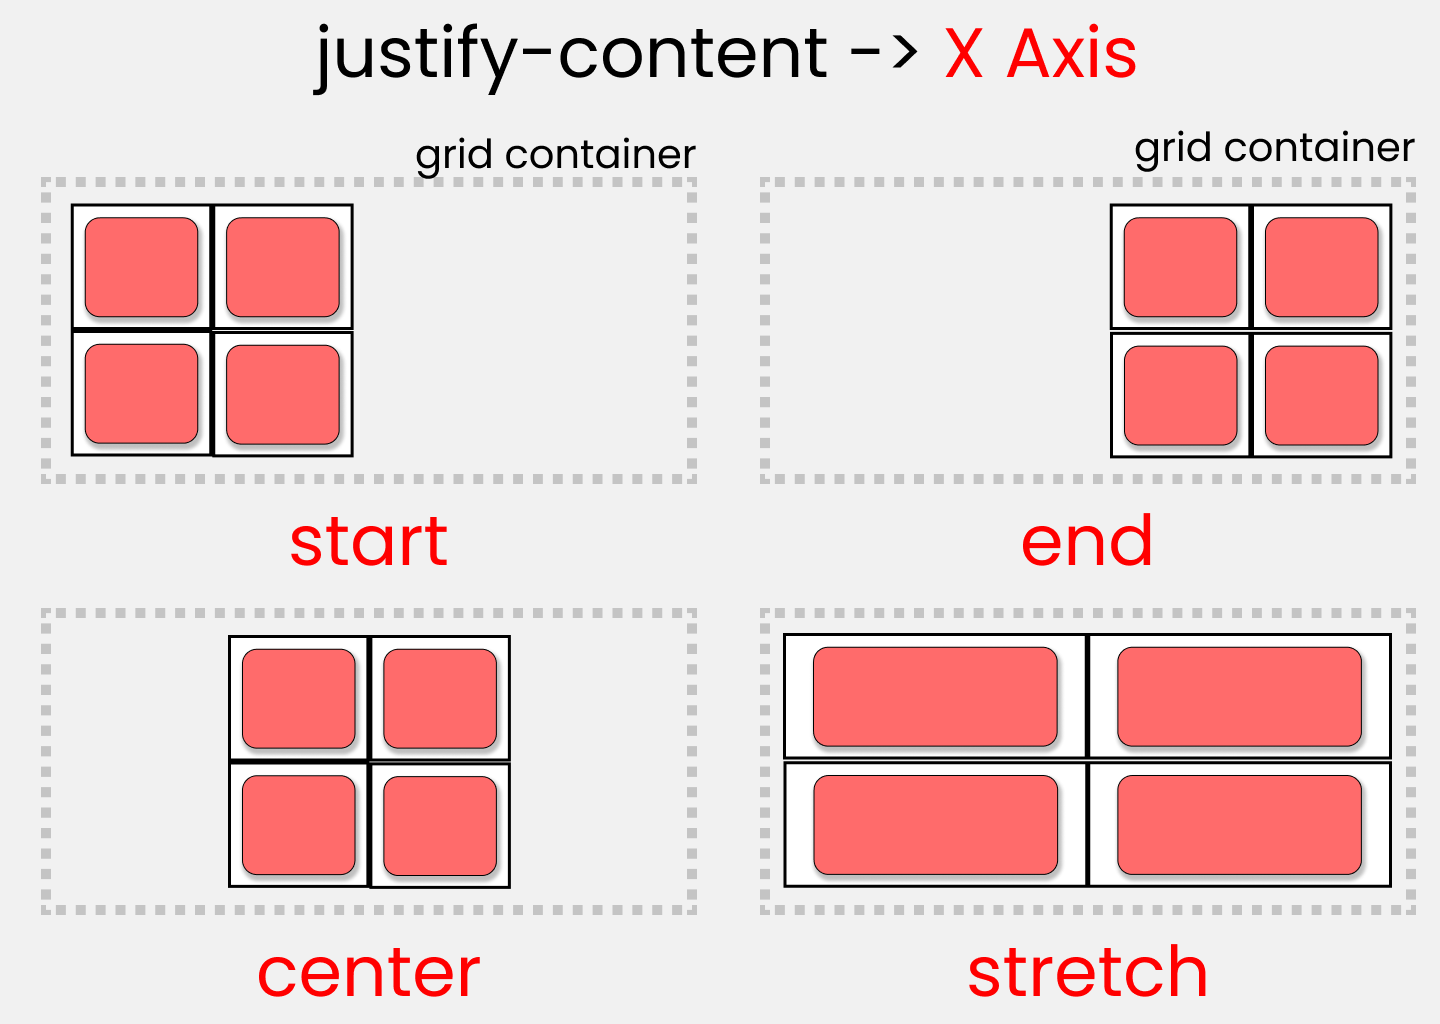 justify-content -> X Axis
grid container
grid container
start
end
center
stretch